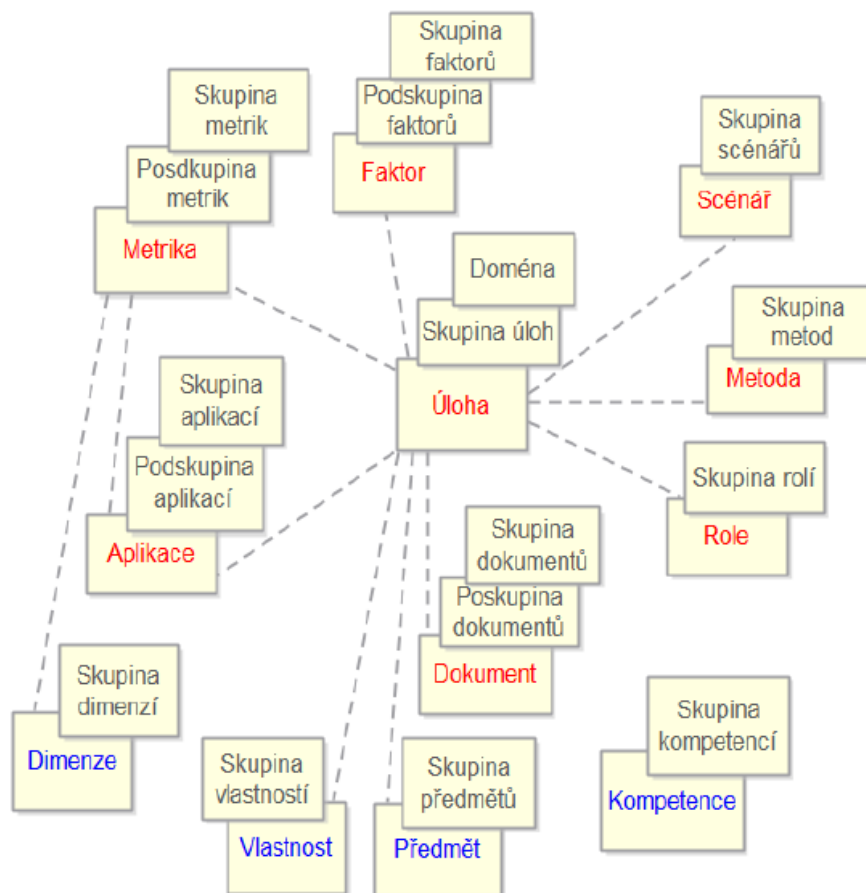 Skupina
faktorů
Podskupina
faktorů
Faktor
Skupina
metrik
Posdkupina
metrik
Metrika
Skupina
scénářů
Scénář
Doména
Skupina úloh
Úloha
Skupina
metod
Metoda
Skupina
aplikací
Podskupina
aplikací
Aplikace
Skupina rolí
Role
Skupina
dokumentů
Poskupina
dokumentů
Dokument
Skupina
dimenzí
Dimenze
Skupina
vlastností
Vlastnost
Skupina
předmětů
Předmět
Skupina
kompetencí
Kompetence